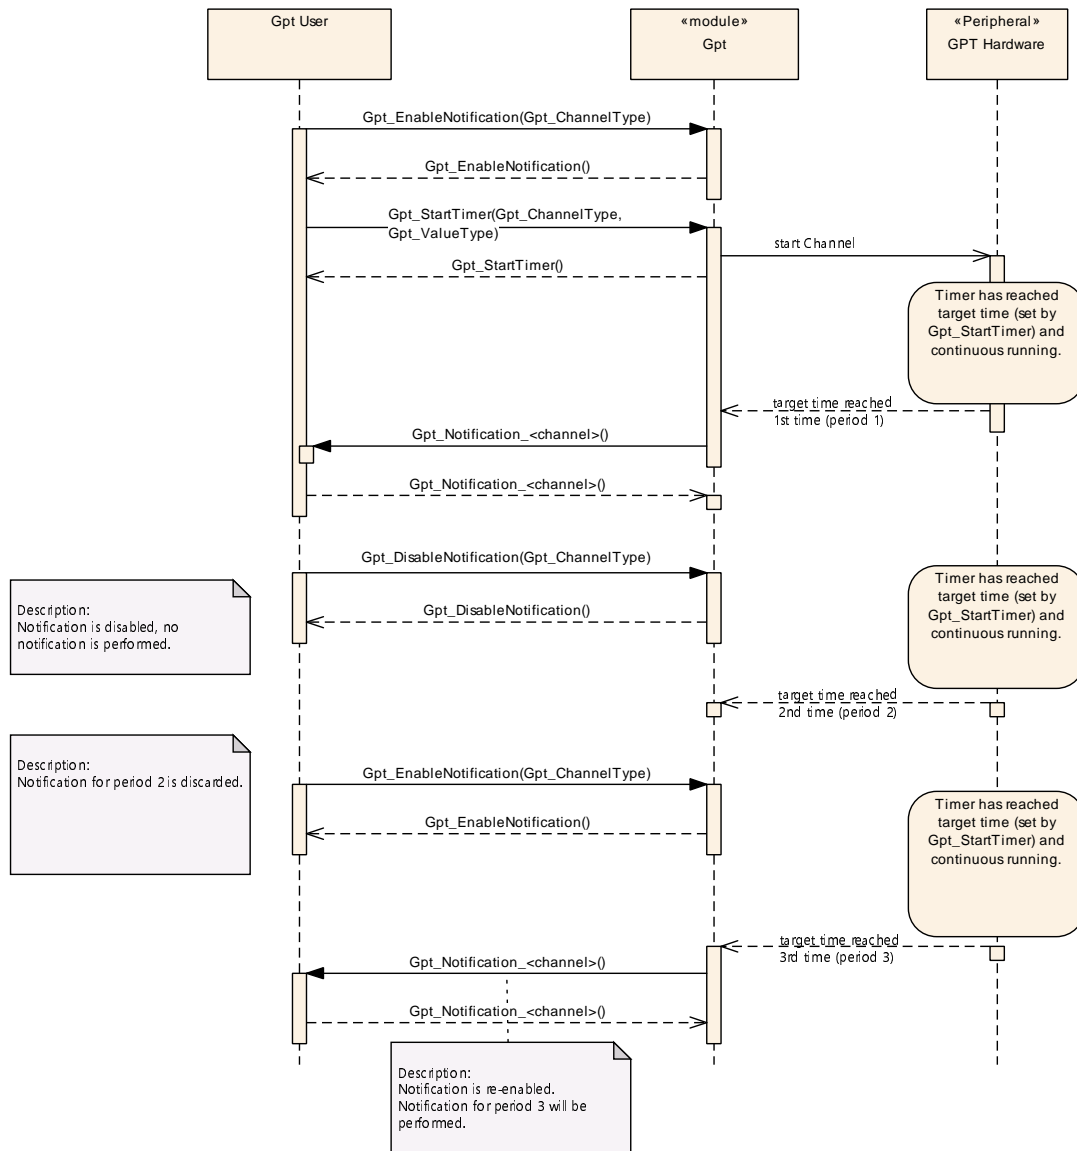 Gpt User
«module»
Gpt
«Peripheral»
GPT Hardware
Gpt_EnableNotification(Gpt_ChannelType)
Gpt_EnableNotification()
Gpt_StartTimer(Gpt_ChannelType,
Gpt_ValueType)
start Channel
Gpt_StartTimer()
Timer has reached
target time (set by
Gpt_StartTimer) and
continuous running.
target time reached
1st time (period 1)
Gpt_Notification_<channel>()
Gpt_Notification_<channel>()
Gpt_DisableNotification(Gpt_ChannelType)
Timer has reached
target time (set by
Gpt_StartTimer) and
continuous running.
Description:
Notification is disabled, no
notification is performed.
Gpt_DisableNotification()
target time reached
2nd time (period 2)
Description:
Notification for period 2 is discarded.
Gpt_EnableNotification(Gpt_ChannelType)
Gpt_EnableNotification()
Timer has reached
target time (set by
Gpt_StartTimer) and
continuous running.
target time reached
3rd time (period 3)
Gpt_Notification_<channel>()
Gpt_Notification_<channel>()
Description:
Notification is re-enabled.
Notification for period 3 will be
performed.